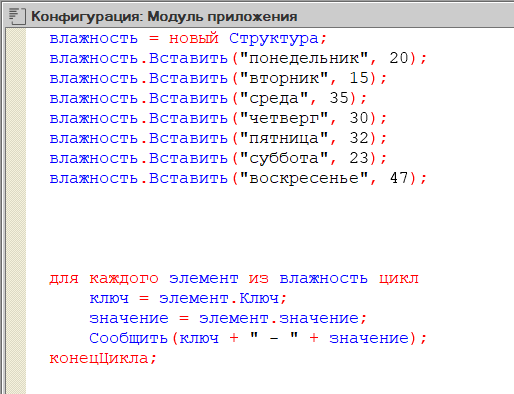 Конфигурация: Модуль приложения
влажность = новый Структура;
влажность.Вставить("понедельник", 20);
влажность.Вставить("вторник", 15);
влажность.Вставить("среда", 35);
влажность.Вставить("четверг", 30);
влажность.Вставить("пятница", 32);
влажность.Вставить("суббота", 23);
влажность.Вставить("воскресенье", 47);
для каждого элемент из влажность цикл
ключ = элемент.Ключ;
значение = элемент.значение;
Сообщить(ключ + " - " + значение);
конецЦикла;